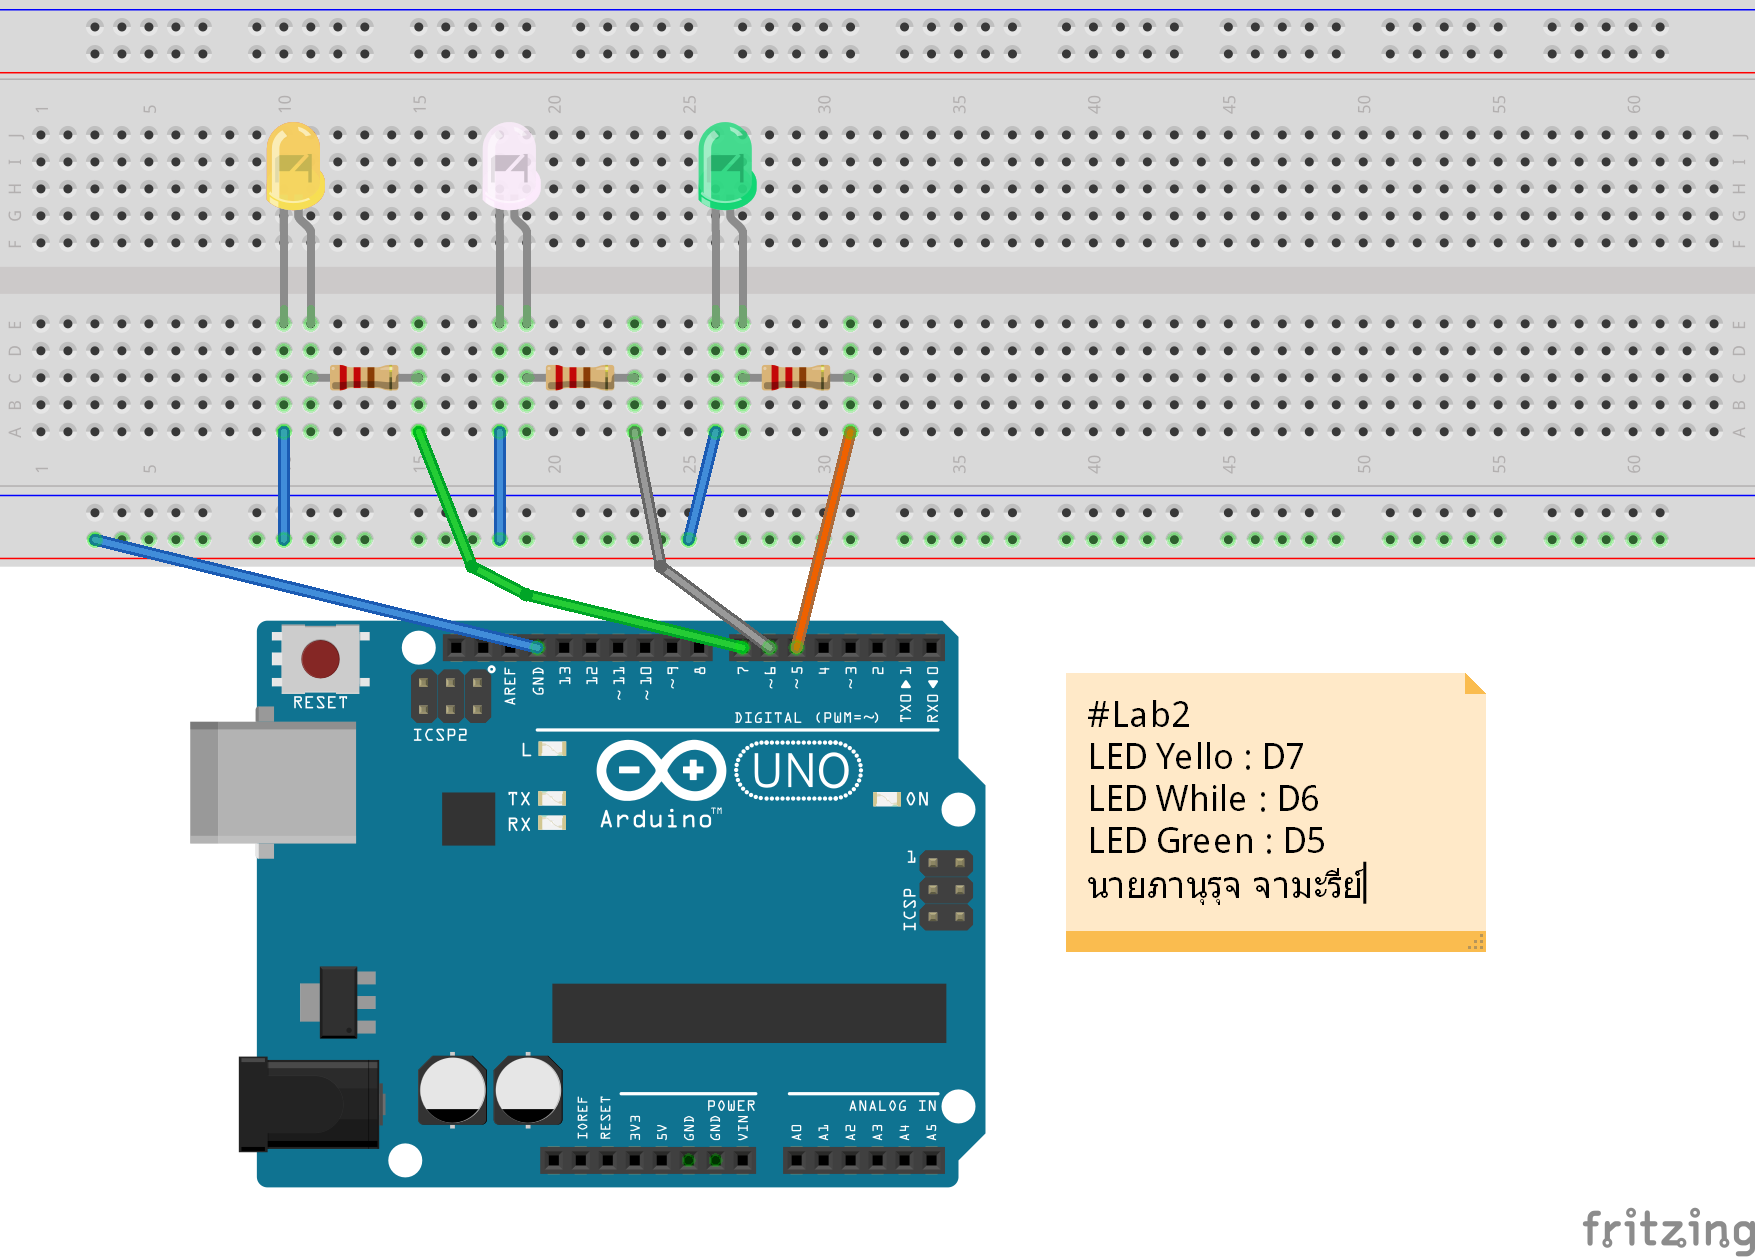 1 5 10 15 20 25 30 35 40 45 50 55 60
J J
I I
H H
G G
F F
E E
D D
C C
B B
A A
1 5 15 20 25 30 35 40 45 50 55 60
RESET
ICSP2
AREF GND 13 12 ~11 ~10 ~9 8 7 ~6 ~5 4 ~3 2 TXO▶1 RXO◀0
DIGITAL (PWM=~)
L
TX
RX
UNO
Arduino™
ON
1
ICSP
IOREF RESET 3V3 5V GND GND VIN
POWER
A0 A1 A2 A3 A4 A5
ANALOG IN
#Lab2
LED Yello : D7
LED While : D6
LED Green : D5
นายภานุรุจ จามะรีย์
fritzing